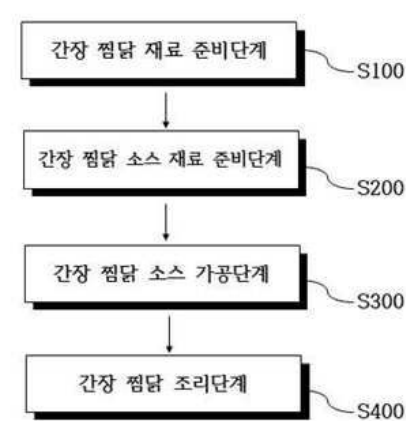 간장 찜닭 재료 준비단계
S100
간장 찜닭 소스 재료 준비단계
S200
간장 찜닭 소스 가공단계
S300
간장 찜닭 조리단계
S400